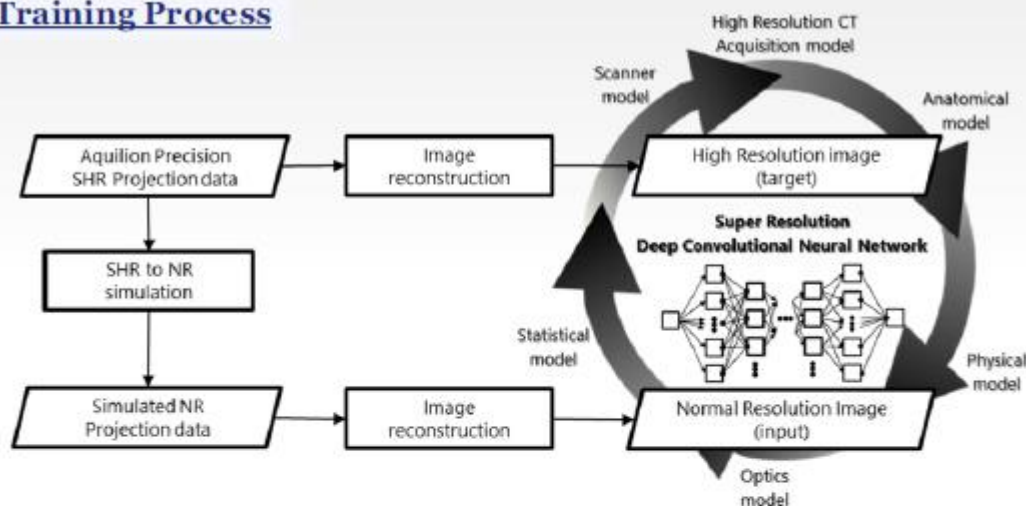 Training Process
High Resolution CT
Acquisition model
Scanner
model
Anatomical
model
Aquilion Precision
SHR Projection data
Image
reconstruction
High Resolution image
(target)
Super Resolution
Deep Convolutional Neural Network
SHR to NR
simulation
Statistical
model
Physical
model
Simulated NR
Projection data
Image
reconstruction
Normal Resolution Image
(input)
Optics
model